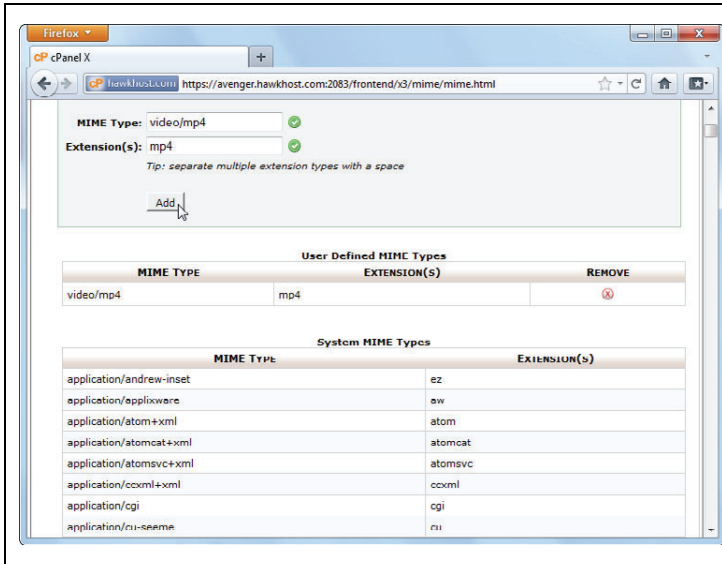 Firefox
cPanel X
hawkhost.com https://avenger.hawkhost.com:2083/frontend/x3/mime/mime.html
MIME Type: video/mp4
Extension(s): mp4
Tip: separate multiple extension types with a space
Add
User Defined MIME Types
MIME TYPE EXTENSION(S) REMOVE
video/mp4 mp4
System MIME Types
MIME TYPE EXTENSION(S)
application/andrew-inset ez
application/applixware aw
application/atom+xml atom
application/atomcat+xml atomcat
application/atomsvc+xml atomsvc
application/ccxml+xml ccxml
application/cgi cgi
application/cu-seeme cu